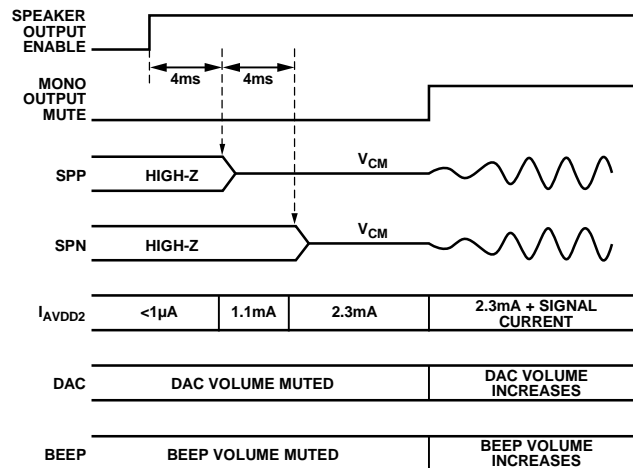 SPEAKER
OUTPUT
ENABLE
4ms 4ms
MONO
OUTPUT
MUTE
VCM
SPP HIGH-Z
VCM
SPN HIGH-Z
IAVDD2 <1µA 1.1mA 2.3mA 2.3mA + SIGNAL
CURRENT
DAC DAC VOLUME MUTED DAC VOLUME
INCREASES
BEEP BEEP VOLUME MUTED BEEP VOLUME
INCREASES